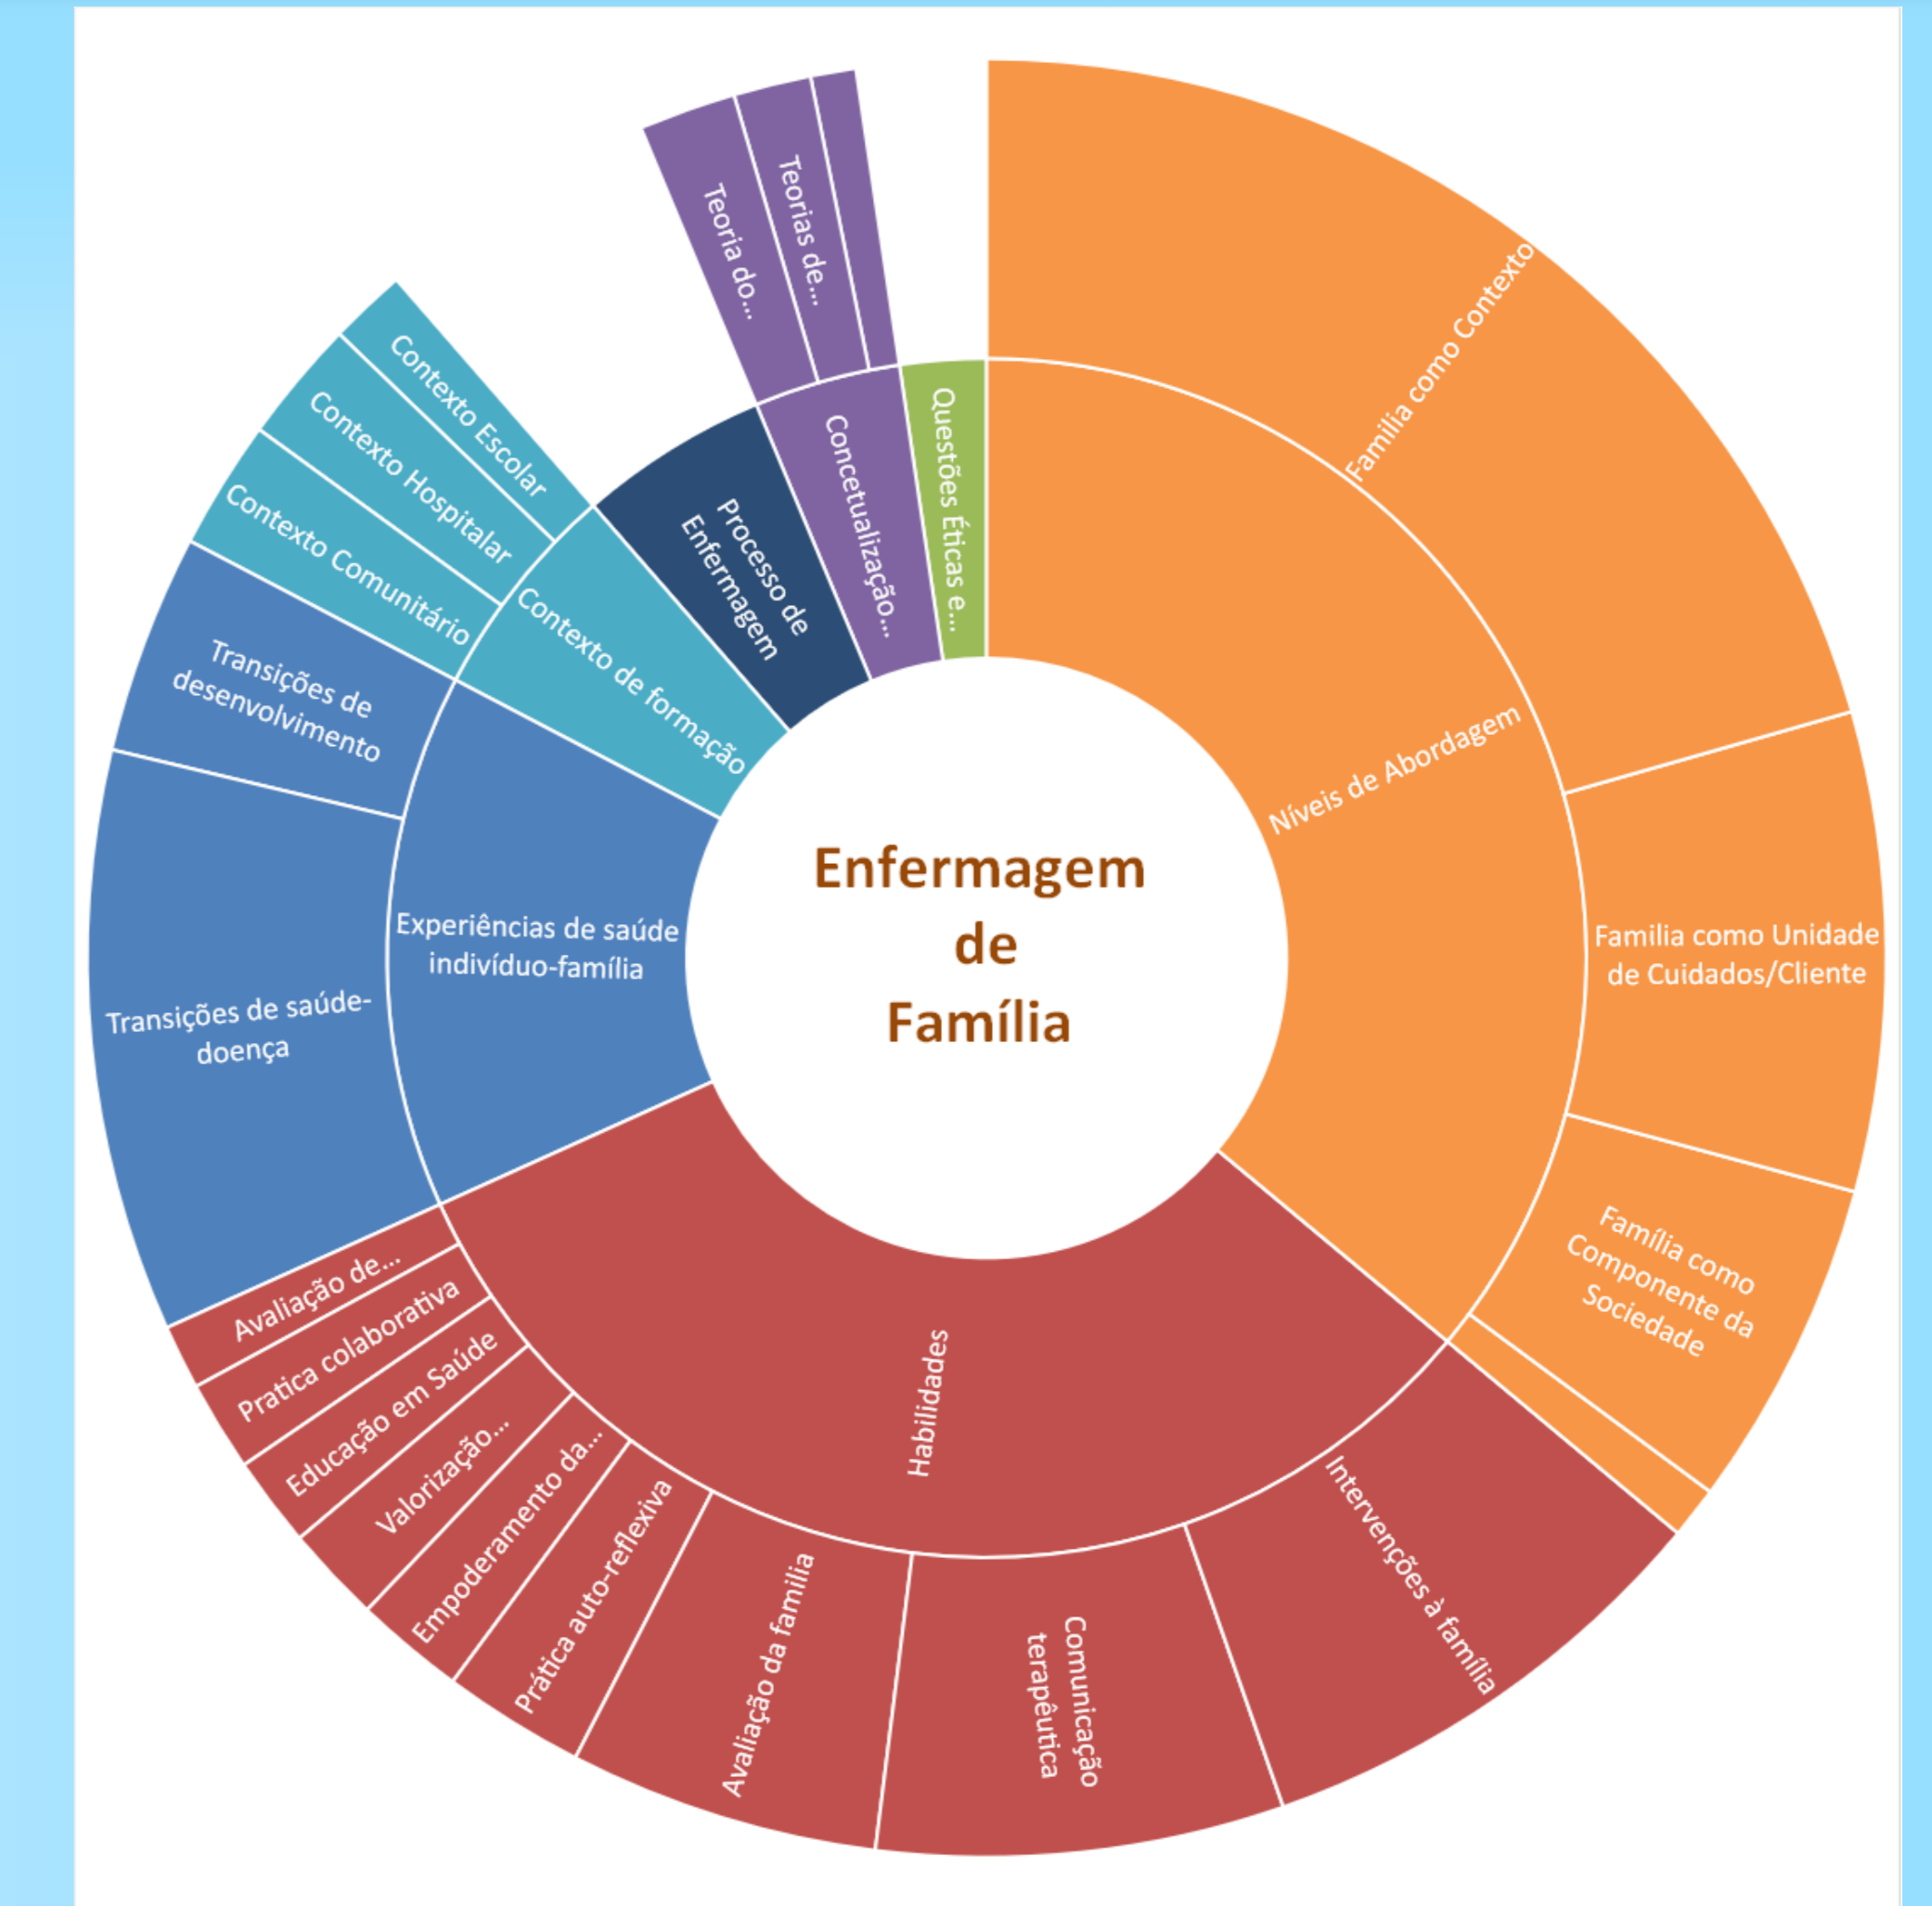 Enfermagem
de
Família
Níveis de Abordagem
Familia como Contexto
Familia como Unidade
de Cuidados/Cliente
Família como
Componente da
Sociedade
Habilidades
Intervenções à família
Comunicação
terapêutica
Avaliação da familia
Prática auto-reflexiva
Empoderamento da...
Valorização...
Educação em Saúde
Pratica colaborativa
Avaliação de...
Experiências de saúde
indivíduo-família
Transições de saúde-
doença
Transições de
desenvolvimento
Contexto de formação
Contexto Comunitário
Contexto Hospitalar
Contexto Escolar
Processo de
Enfermagem
Concetualização...
Teoria do...
Teorias de...
Questões Éticas e...